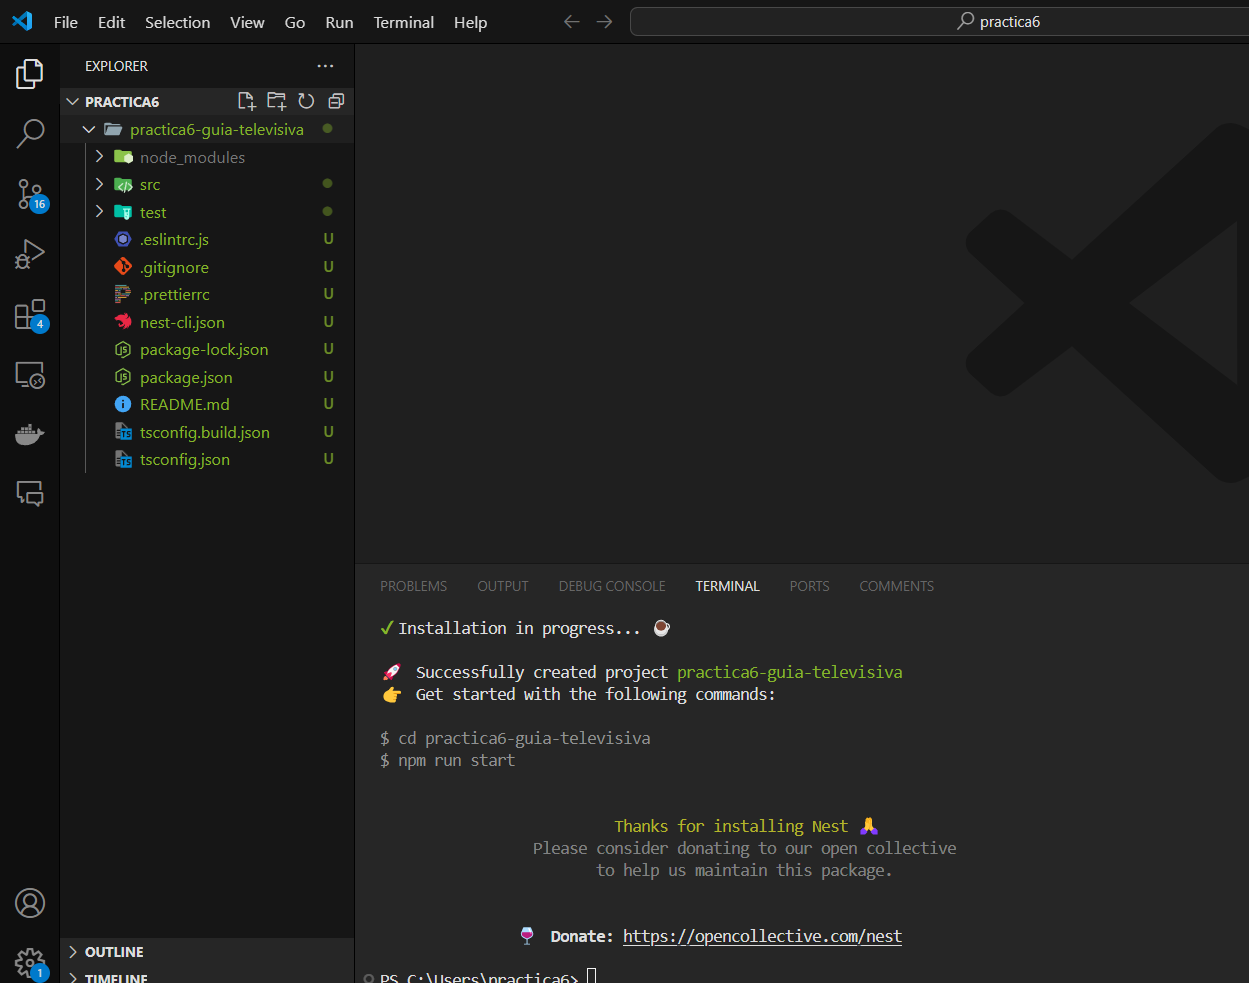 File Edit Selection View Go Run Terminal Help
practica6
EXPLORER
PRACTICA6
practica6-guia-televisiva
node_modules
src
test
.eslintrc.js U
.gitignore U
.prettierrc U
nest-cli.json U
package-lock.json U
package.json U
README.md U
tsconfig.build.json U
tsconfig.json U
16
4
1
OUTLINE
TIMELINE
PROBLEMS OUTPUT DEBUG CONSOLE TERMINAL PORTS COMMENTS
✓ Installation in progress... ☕
🚀 Successfully created project practica6-guia-televisiva
👉 Get started with the following commands:
$ cd practica6-guia-televisiva
$ npm run start
Thanks for installing Nest 🙏
Please consider donating to our open collective
to help us maintain this package.
🍷 Donate: https://opencollective.com/nest
PS C:\Users\practica6>